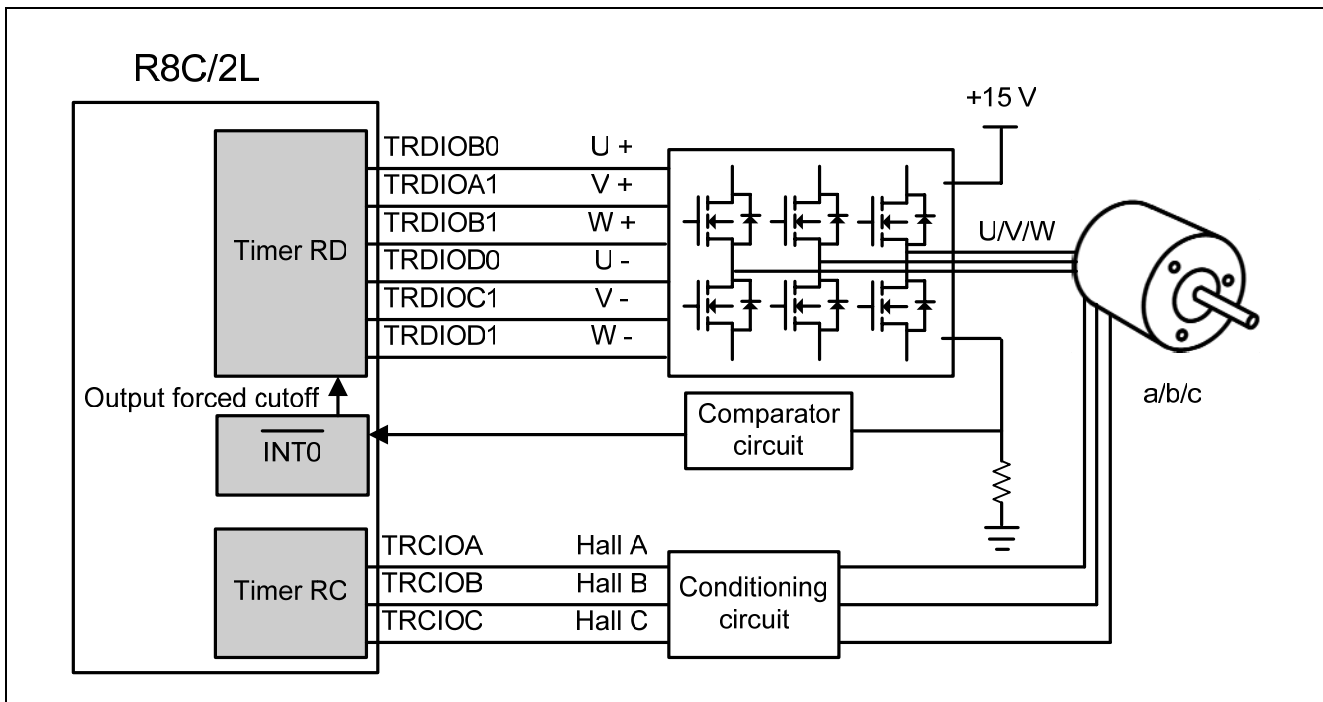 R8C/2L
+15 V
TRDIOB0 U +
TRDIOA1 V +
TRDIOB1 W +
Timer RD
TRDIOD0 U -
TRDIOC1 V -
TRDIOD1 W -
U/V/W
Output forced cutoff
INT0
Comparator
circuit
a/b/c
Timer RC
TRCIOA Hall A
TRCIOB Hall B
TRCIOC Hall C
Conditioning
circuit